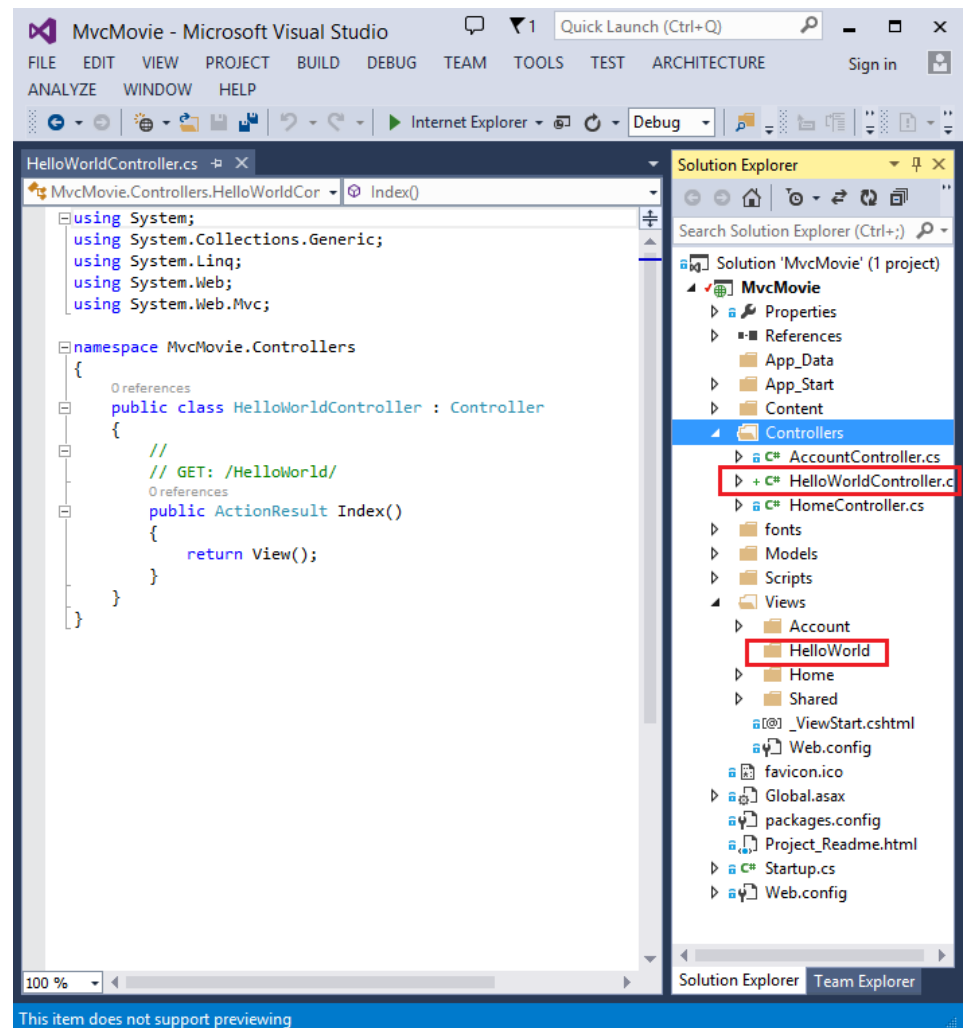 MvcMovie - Microsoft Visual Studio
1
Quick Launch (Ctrl+Q)
FILE EDIT VIEW PROJECT BUILD DEBUG TEAM TOOLS TEST ARCHITECTURE Sign in
ANALYZE WINDOW HELP
Internet Explorer Debug
HelloWorldController.cs
MvcMovie.Controllers.HelloWorldCor Index()
using System;
using System.Collections.Generic;
using System.Linq;
using System.Web;
using System.Web.Mvc;
namespace MvcMovie.Controllers
{
0 references
public class HelloWorldController : Controller
{
//
// GET: /HelloWorld/
0 references
public ActionResult Index()
{
return View();
}
}
}
100 %
Solution Explorer
Search Solution Explorer (Ctrl+;)
Solution 'MvcMovie' (1 project)
MvcMovie
Properties
References
App_Data
App_Start
Content
Controllers
C# AccountController.cs
+ C# HelloWorldController.c
C# HomeController.cs
fonts
Models
Scripts
Views
Account
HelloWorld
Home
Shared
[@] _ViewStart.cshtml
Web.config
favicon.ico
Global.asax
packages.config
Project_Readme.html
C# Startup.cs
Web.config
Solution Explorer Team Explorer
This item does not support previewing